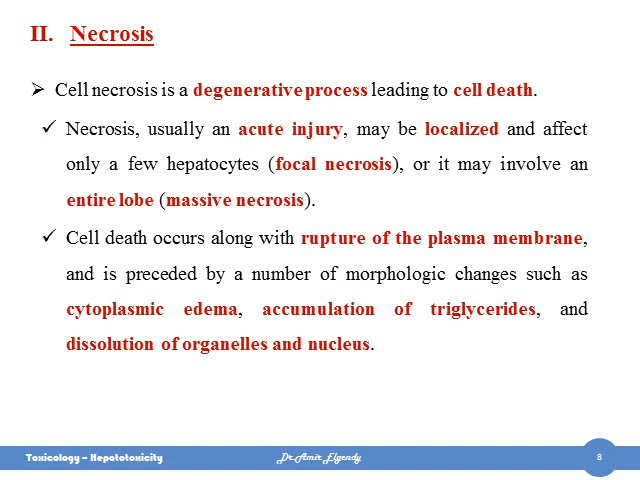 II. Necrosis
➢ Cell necrosis is a degenerative process leading to cell death.
✓ Necrosis, usually an acute injury, may be localized and affect
only a few hepatocytes (focal necrosis), or it may involve an
entire lobe (massive necrosis).
✓ Cell death occurs along with rupture of the plasma membrane,
and is preceded by a number of morphologic changes such as
cytoplasmic edema, accumulation of triglycerides, and
dissolution of organelles and nucleus.
Toxicology – Hepatotoxicity Dr. Amir Elgendy 8